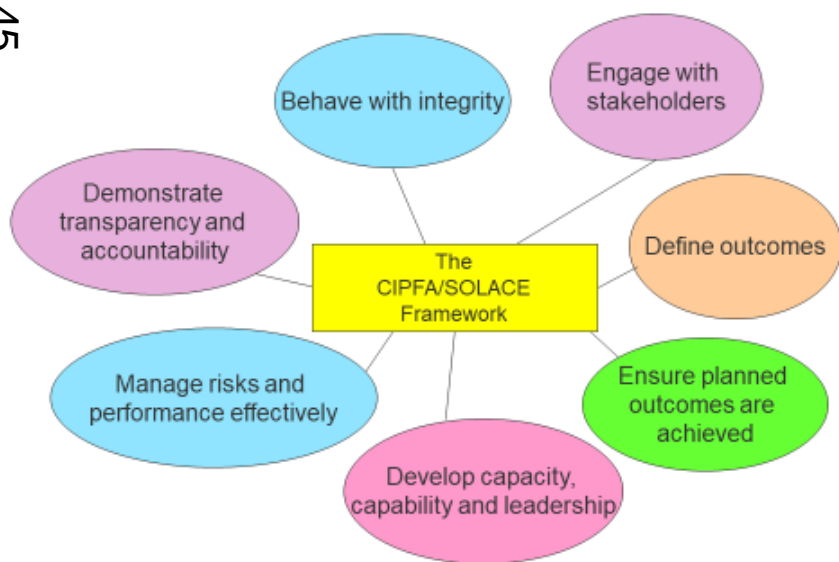 45
Behave with integrity
Engage with
stakeholders
Demonstrate
transparency and
accountability
The
CIPFA/SOLACE
Framework
Define outcomes
Manage risks and
performance effectively
Ensure planned
outcomes are
achieved
Develop capacity,
capability and leadership